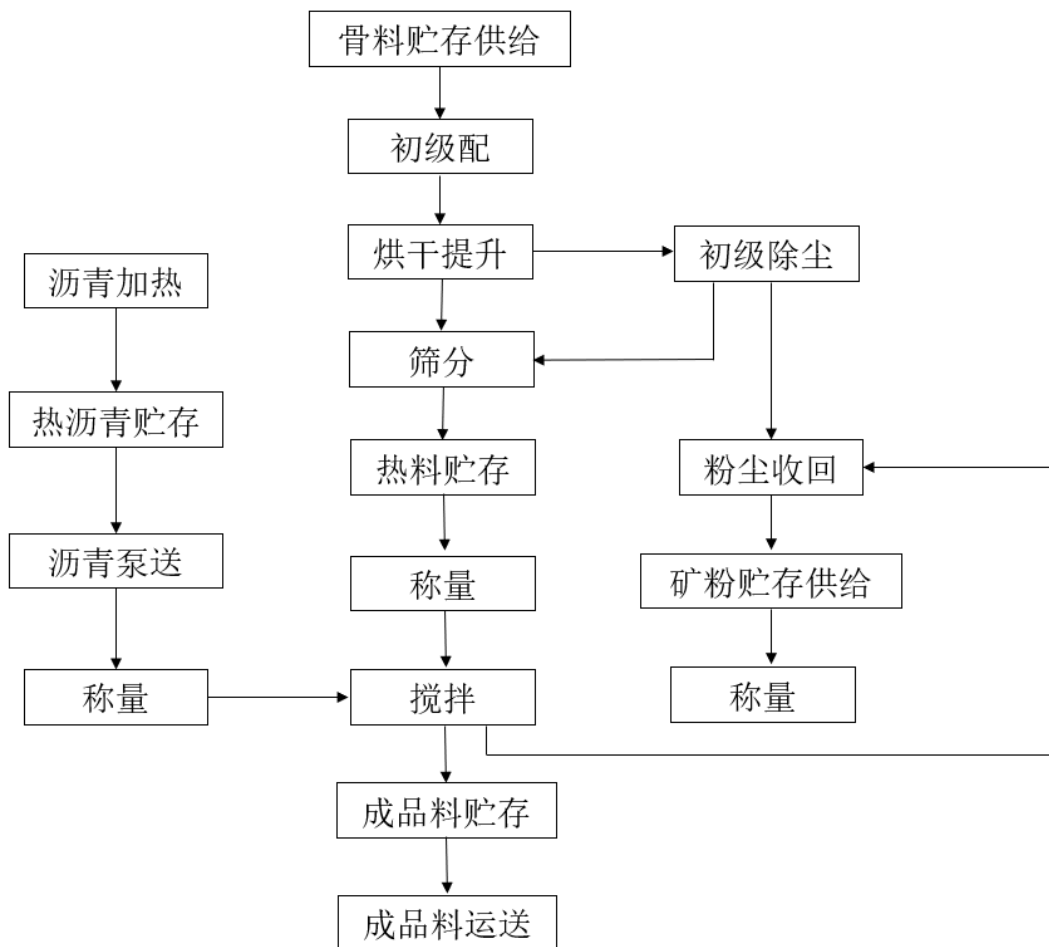 骨料贮存供给
初级配
烘干提升
初级除尘
沥青加热
筛分
热沥青贮存
热料贮存
粉尘收回
沥青泵送
称量
矿粉贮存供给
称量
搅拌
称量
成品料贮存
成品料运送